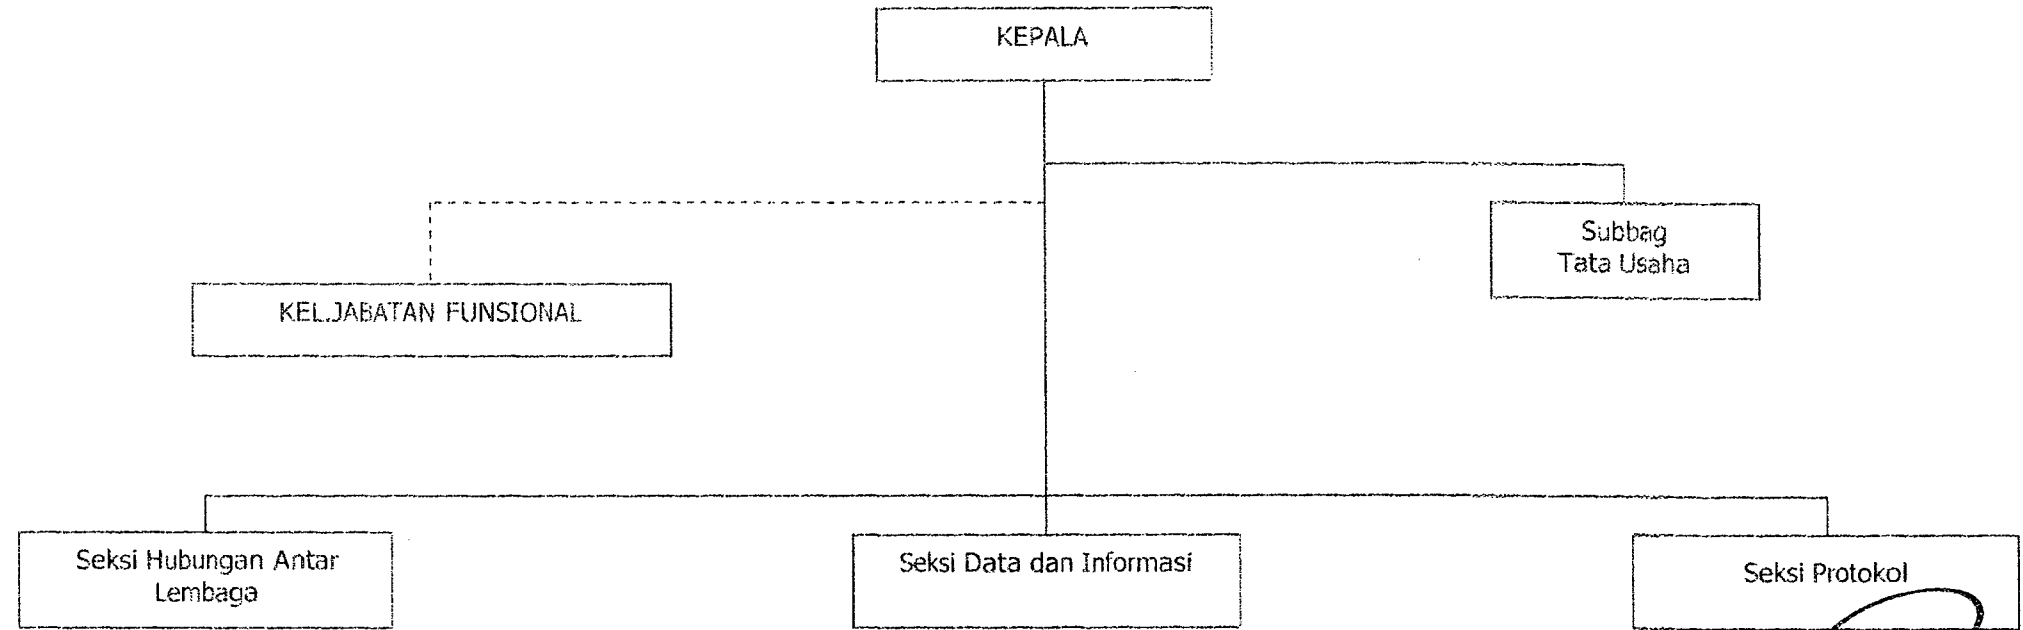 KEPALA
Subbag
Tata Usaha
KEL.JABATAN FUNSIONAL
Seksi Hubungan Antar
Lembaga
Seksi Data dan Informasi
Seksi Protokol